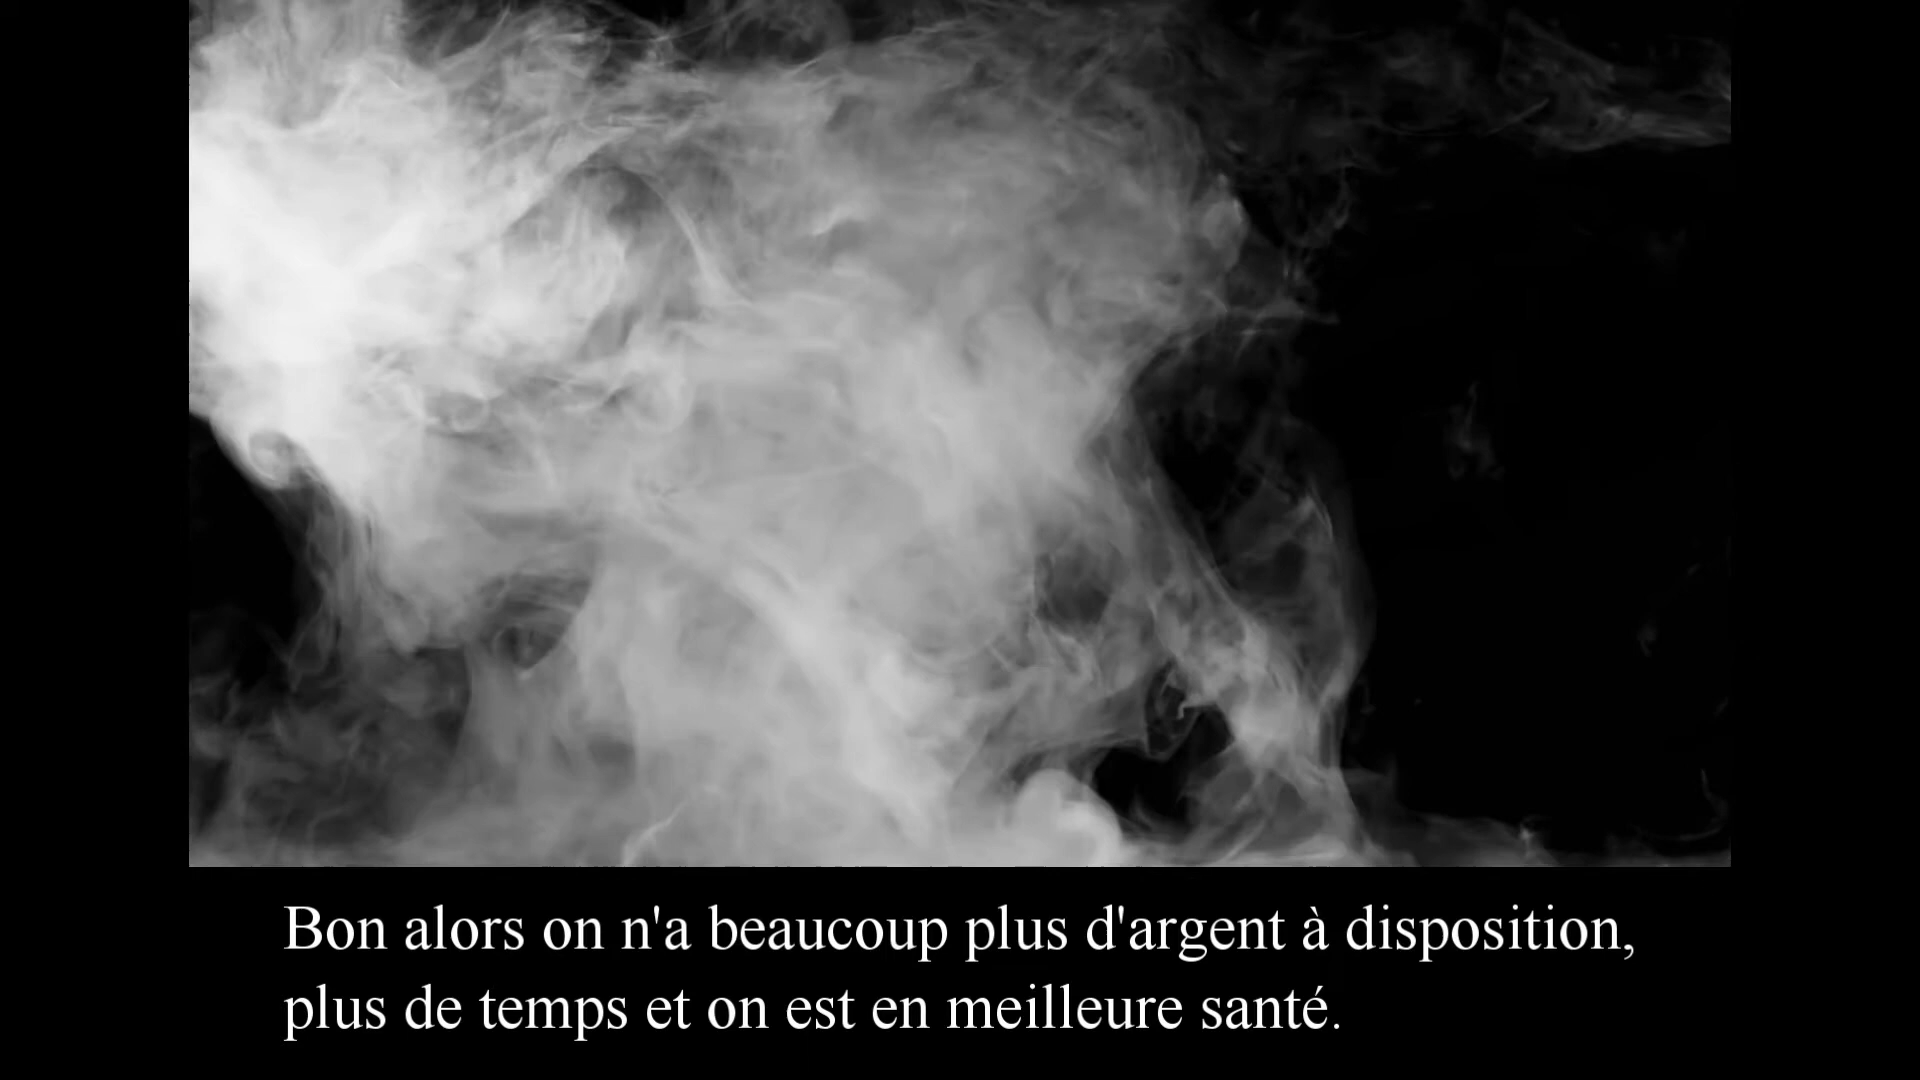 Bon alors on n'a beaucoup plus d'argent à disposition,
plus de temps et on est en meilleure santé.